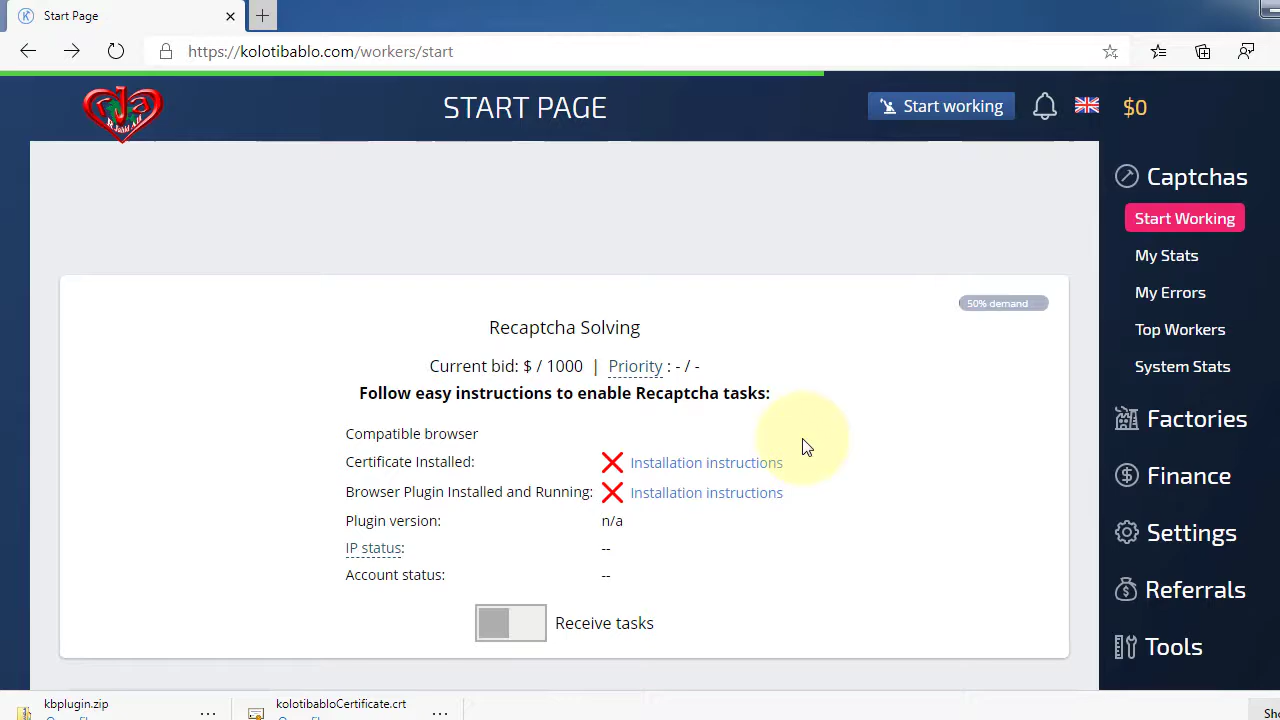 Start Page
https://kolotibablo.com/workers/start
START PAGE
Start working
$0
Captchas
Start Working
My Stats
My Errors
Top Workers
System Stats
Factories
Finance
Settings
Referrals
Tools
50% demand
Recaptcha Solving
Current bid: $ / 1000 | Priority : - / -
Follow easy instructions to enable Recaptcha tasks:
Compatible browser
Certificate Installed: Installation instructions
Browser Plugin Installed and Running: Installation instructions
Plugin version: n/a
IP status: --
Account status: --
Receive tasks
kbplugin.zip
kolotibabloCertificate.crt